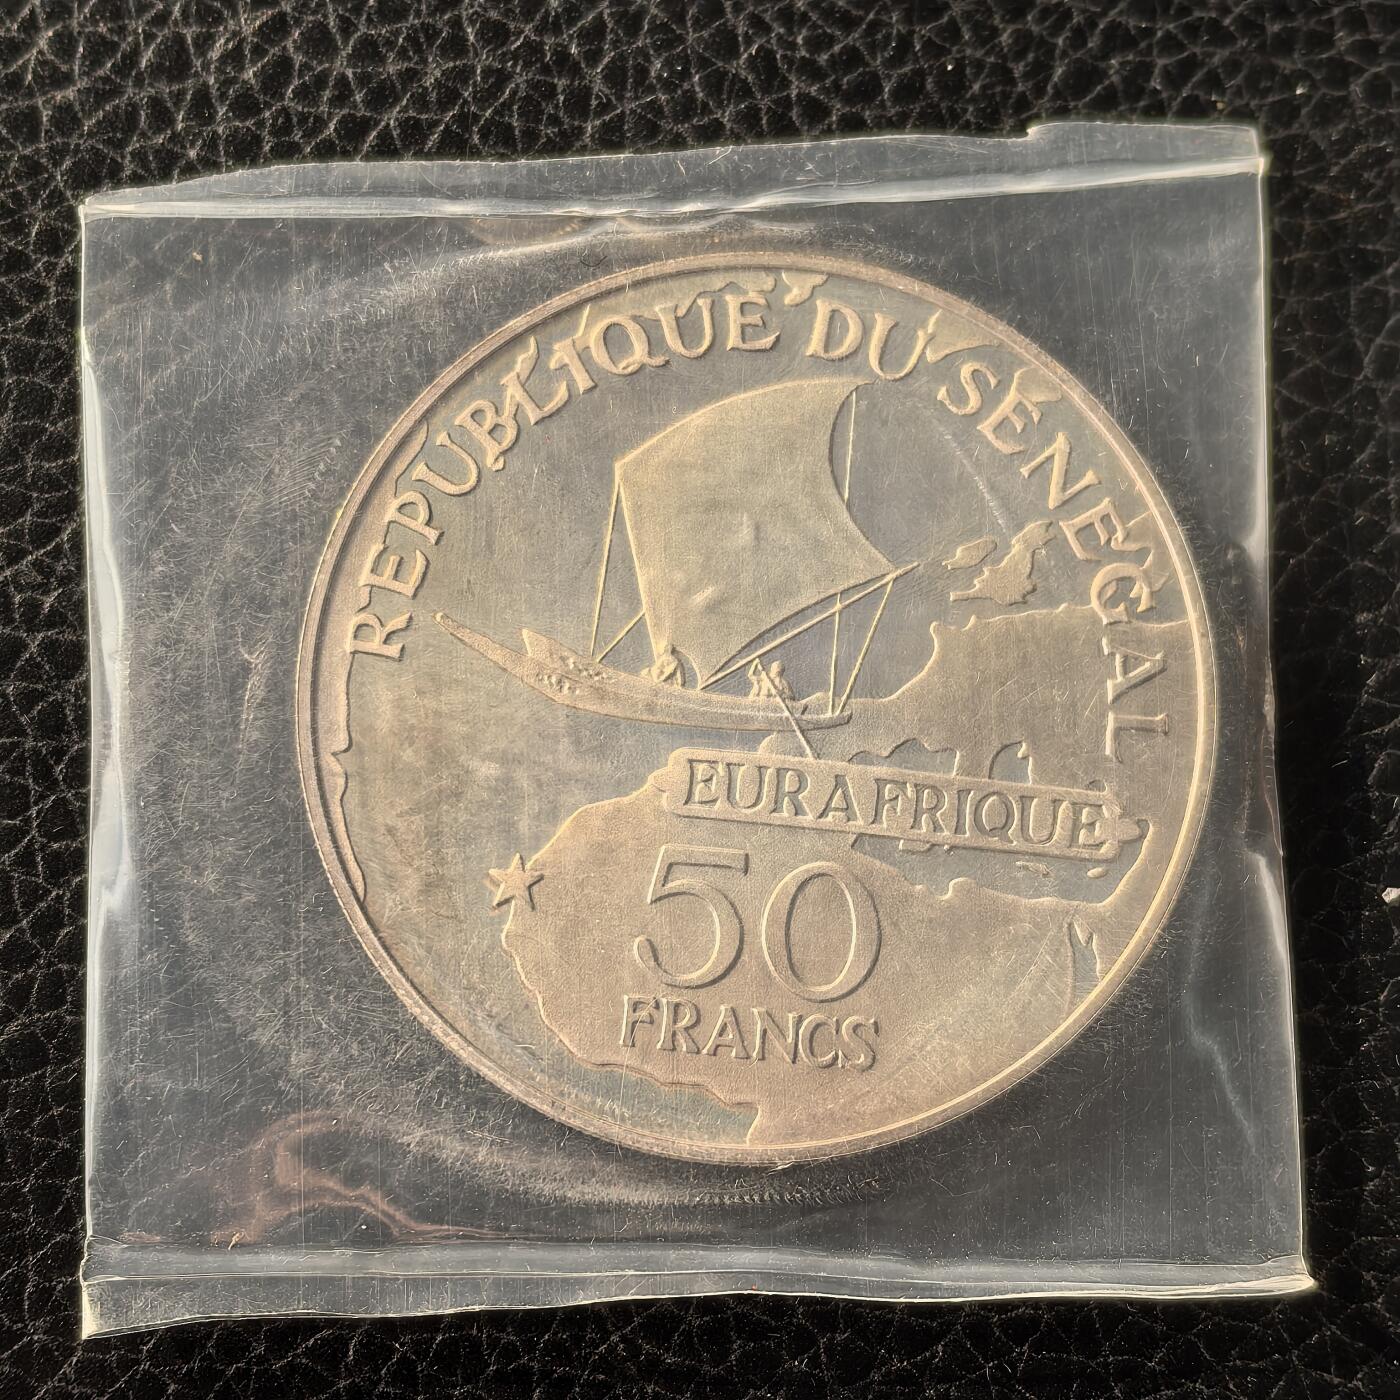 REPUBLIQUE DU SENEGAL
EURAFRIQUE
50
FRANCS